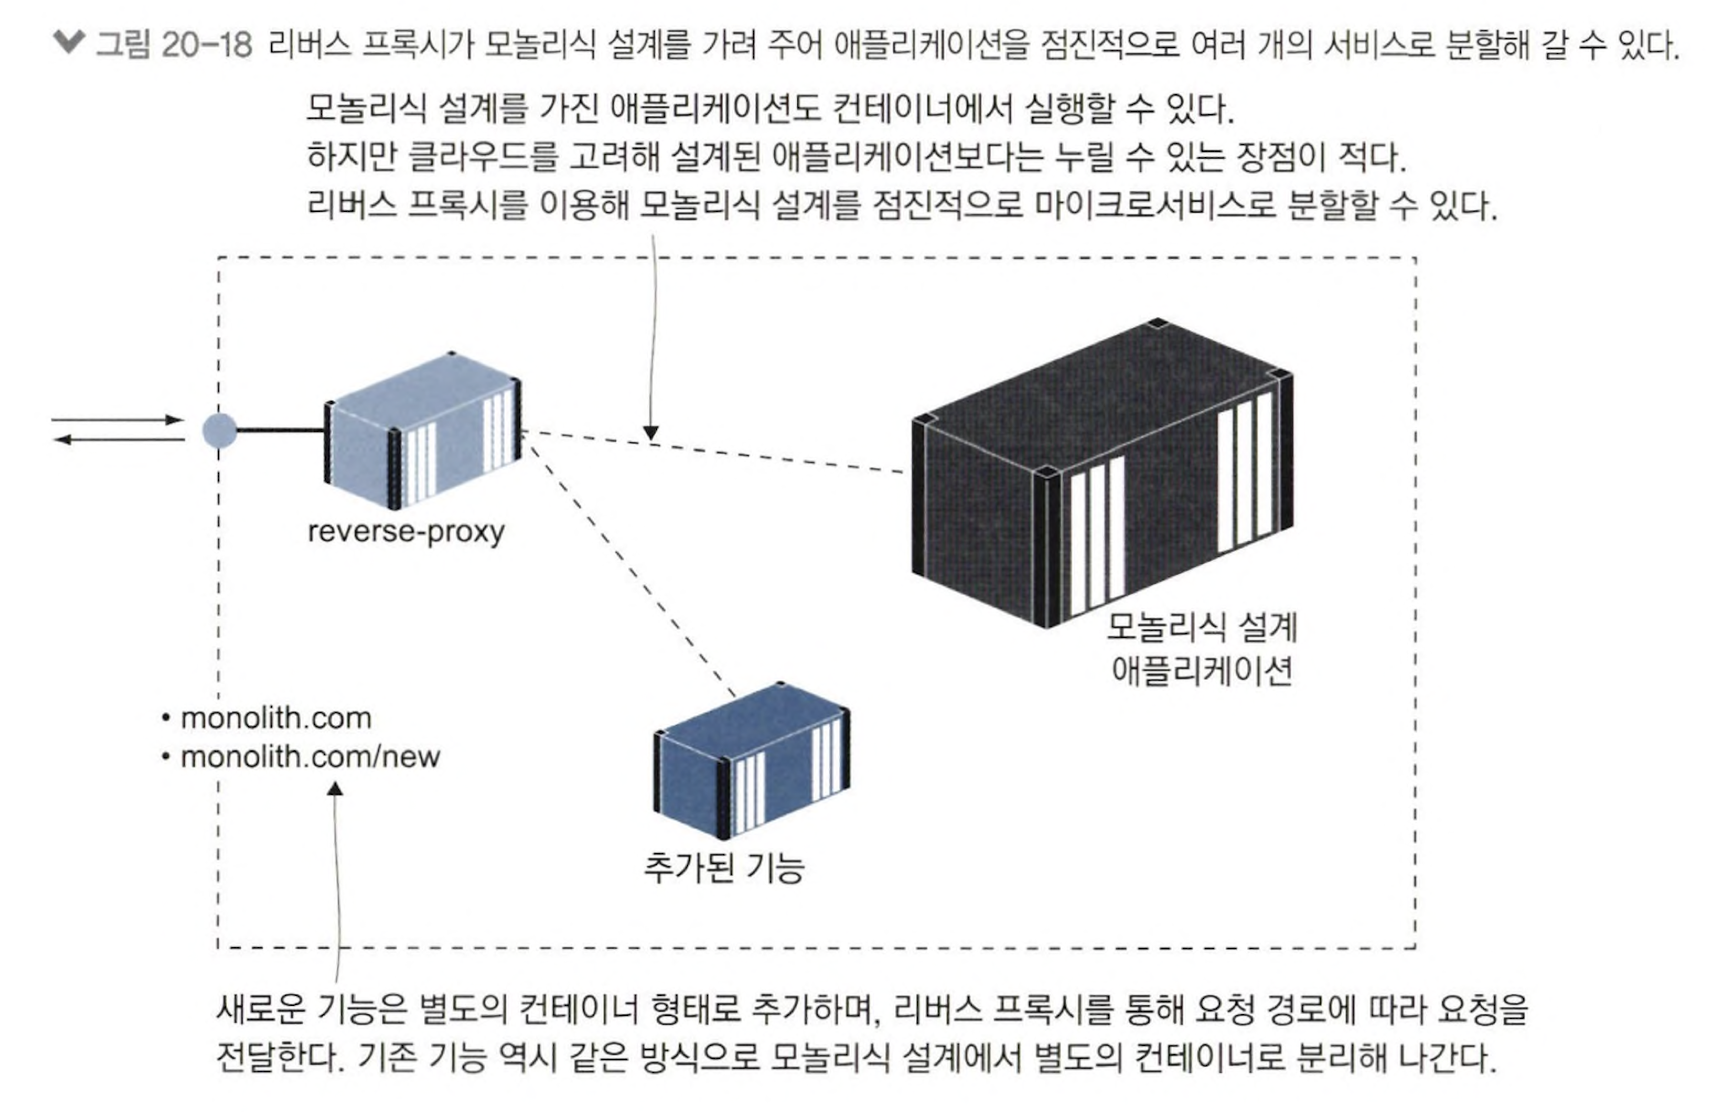 그림 20-18 리버스 프록시가 모놀리식 설계를 가려 주어 애플리케이션을 점진적으로 여러 개의 서비스로 분할해 갈 수 있다.
모놀리식 설계를 가진 애플리케이션도 컨테이너에서 실행할 수 있다.
하지만 클라우드를 고려해 설계된 애플리케이션보다는 누릴 수 있는 장점이 적다.
리버스 프록시를 이용해 모놀리식 설계를 점진적으로 마이크로서비스로 분할할 수 있다.
reverse-proxy
모놀리식 설계
애플리케이션
• monolith.com
• monolith.com/new
추가된 기능
새로운 기능은 별도의 컨테이너 형태로 추가하며, 리버스 프록시를 통해 요청 경로에 따라 요청을
전달한다. 기존 기능 역시 같은 방식으로 모놀리식 설계에서 별도의 컨테이너로 분리해 나간다.